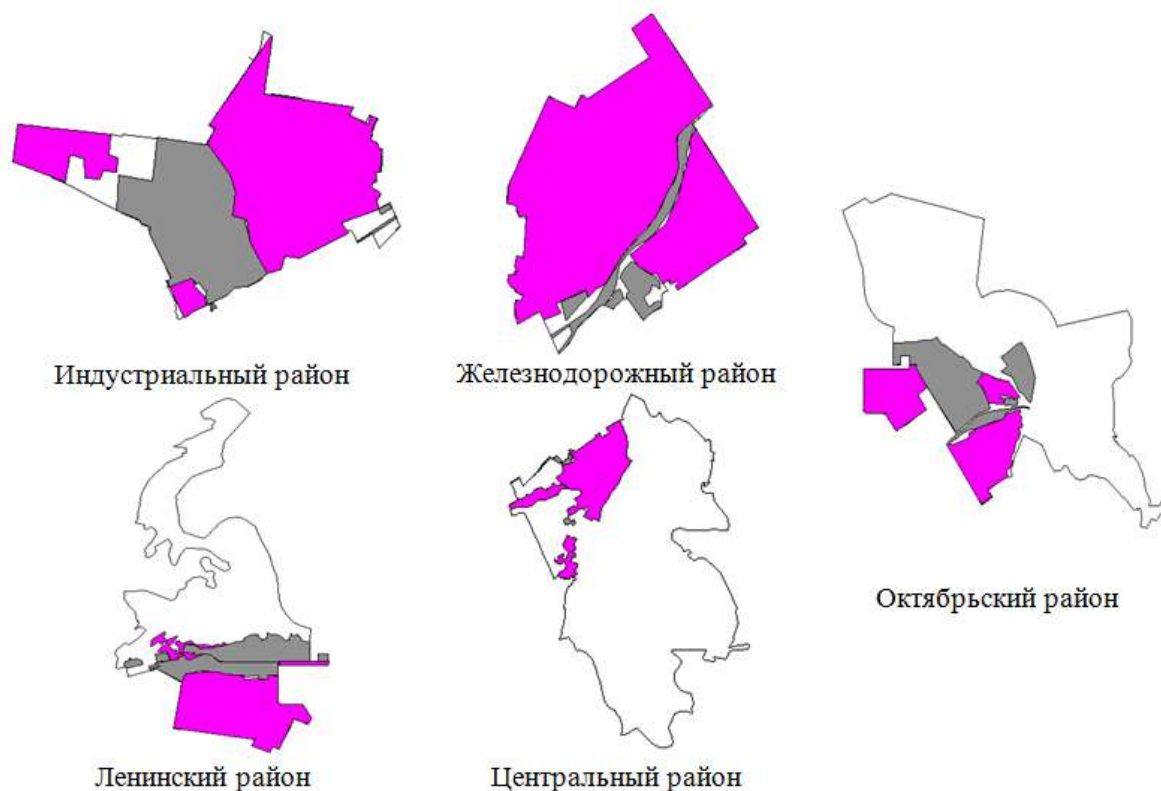 Индустриальный район
Железнодорожный район
Октябрьский район
Ленинский район
Центральный район